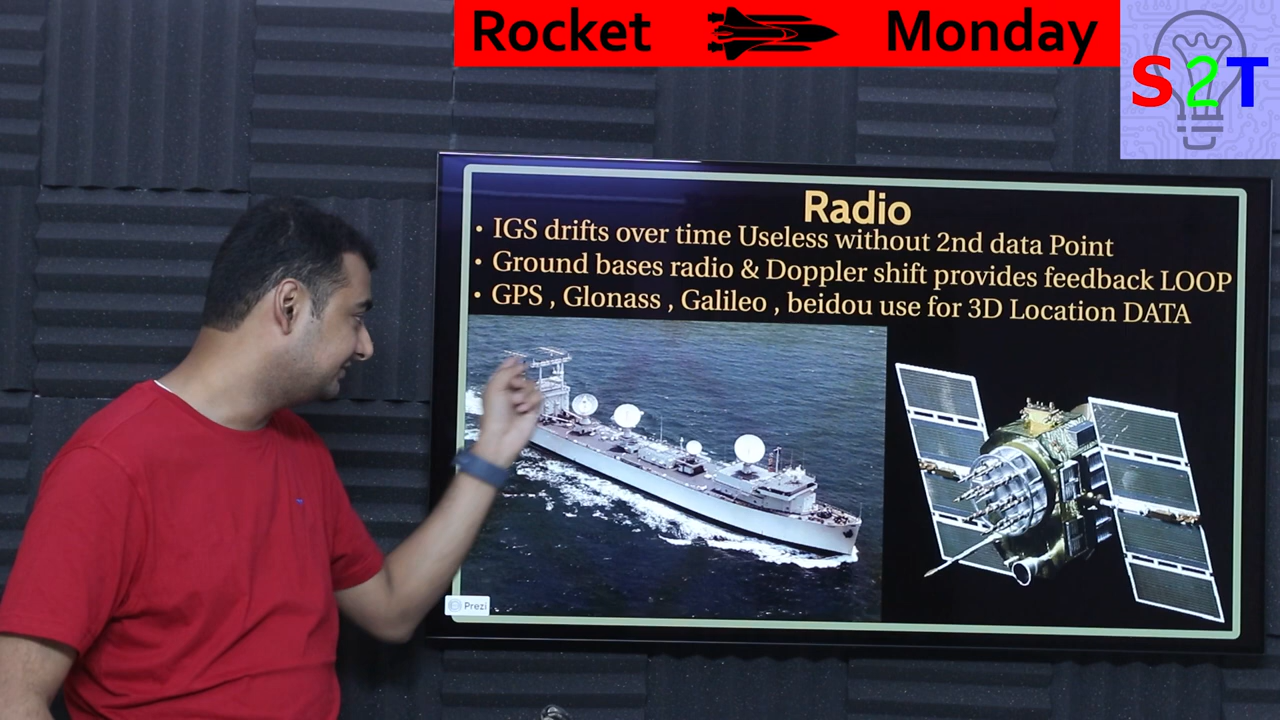 Rocket Monday
S2T
Radio
• IGS drifts over time Useless without 2nd data Point
• Ground bases radio & Doppler shift provides feedback LOOP
• GPS , Glonass , Galileo , beidou use for 3D Location DATA
Prezi